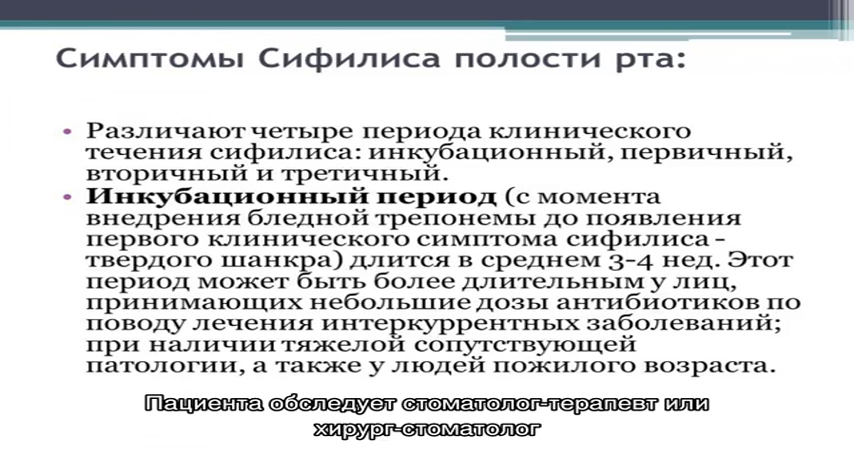 Симптомы Сифилиса полости рта:
• Различают четыре периода клинического
течения сифилиса: инкубационный, первичный,
вторичный и третичный.
• Инкубационный период (с момента
внедрения бледной трепонемы до появления
первого клинического симптома сифилиса -
твердого шанкра) длится в среднем 3-4 нед. Этот
период может быть более длительным у лиц,
принимающих небольшие дозы антибиотиков по
поводу лечения интеркуррентных заболеваний;
при наличии тяжелой сопутствующей
патологии, а также у людей пожилого возраста.
Пациента обследует стоматолог-терапевт или
хирург-стоматолог